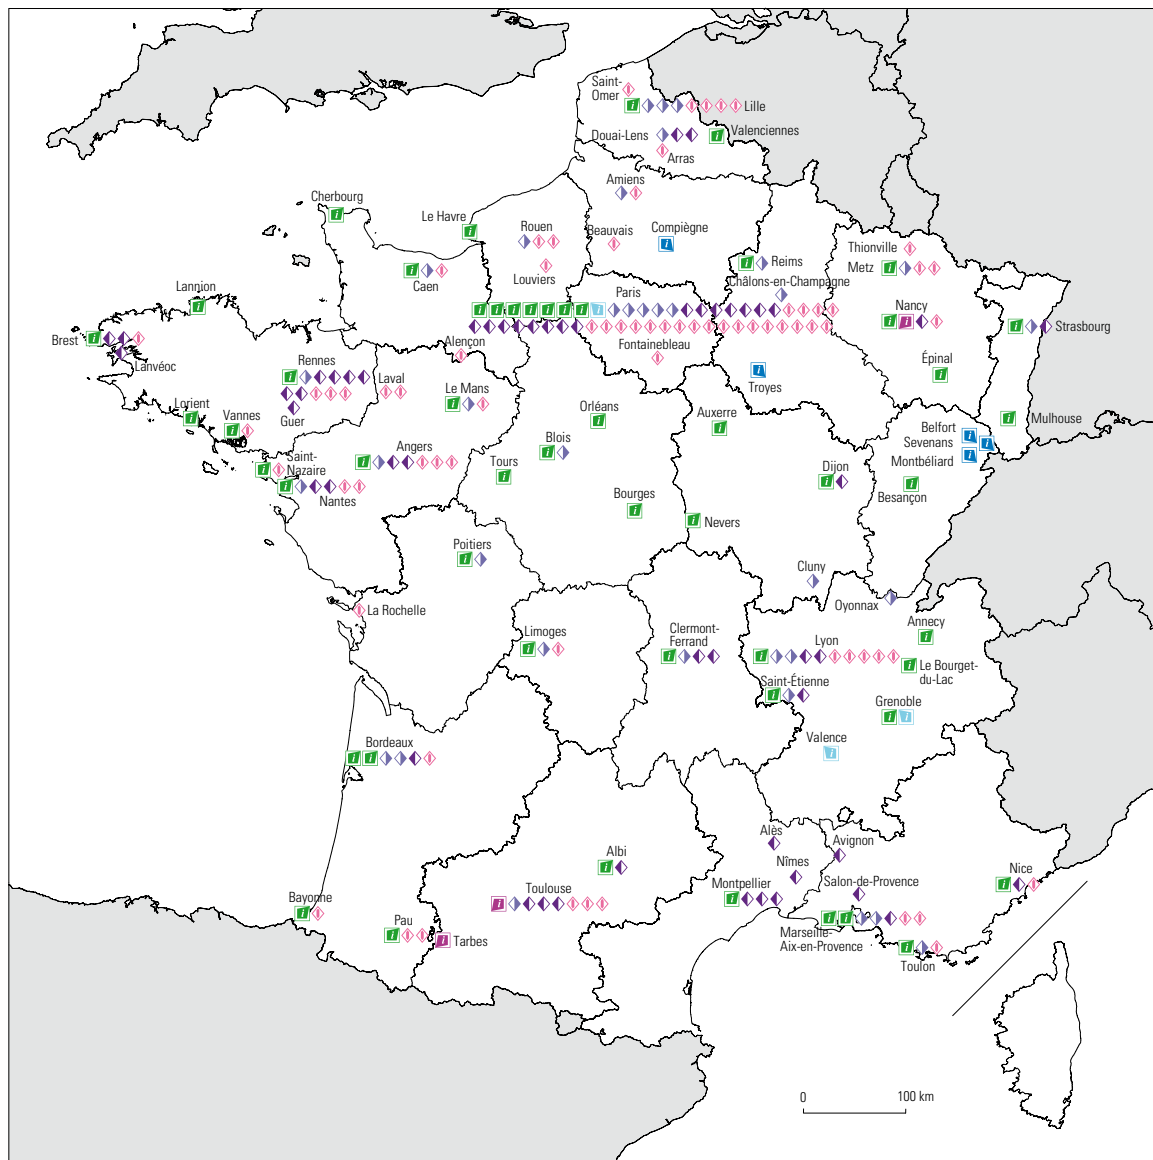 Saint-
Omer
Lille
Douai-Lens
Valenciennes
Arras
Amiens
Cherbourg
Le Havre
Rouen
Beauvais
Compiègne
Thionville
Reims
Metz
Caen
Louviers
Châlons-en-Champagne
Lannion
Paris
Nancy
Strasbourg
Brest
Alençon
Fontainebleau
Lanvéoc
Rennes
Laval
Le Mans
Troyes
Épinal
Lorient
Vannes
Guer
Orléans
Auxerre
Mulhouse
Belfort
Sevenans
Montbéliard
Angers
Blois
Saint-
Nazaire
Tours
Dijon
Besançon
Nantes
Bourges
Nevers
Poitiers
Cluny
Oyonnax
La Rochelle
Annecy
Limoges
Clermont-
Ferrand
Lyon
Le Bourget-
du-Lac
Saint-Étienne
Grenoble
Bordeaux
Valence
Alès
Avignon
Albi
Nîmes
Toulouse
Montpellier
Salon-de-Provence
Nice
Bayonne
Pau
Tarbes
Marseille-
Aix-en-Provence
Toulon
0
100 km